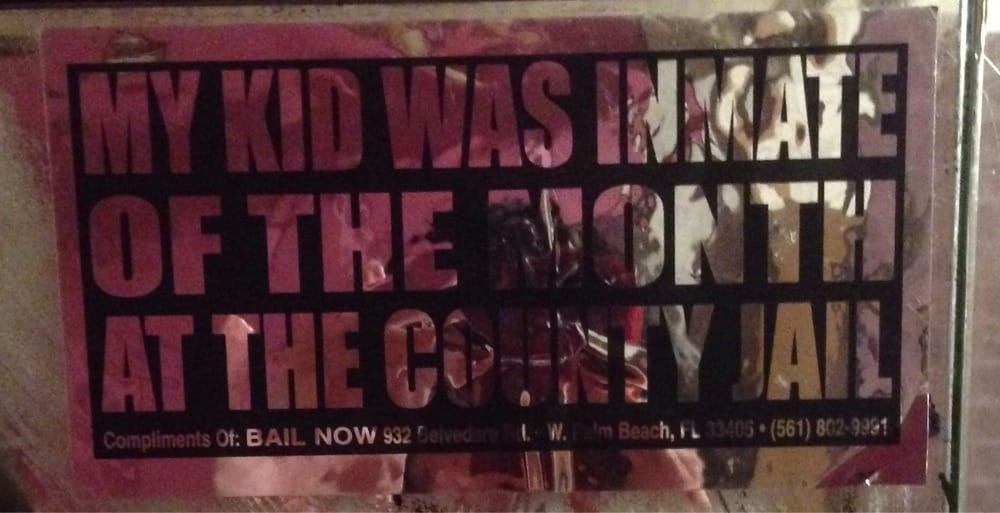 MY KID WAS INMATE
OF THE MONTH
AT THE COUNTY JAIL
Compliments Of: BAIL NOW 932 Belvedere Rd. · W. Palm Beach, FL 33405 • (561) 802-9991